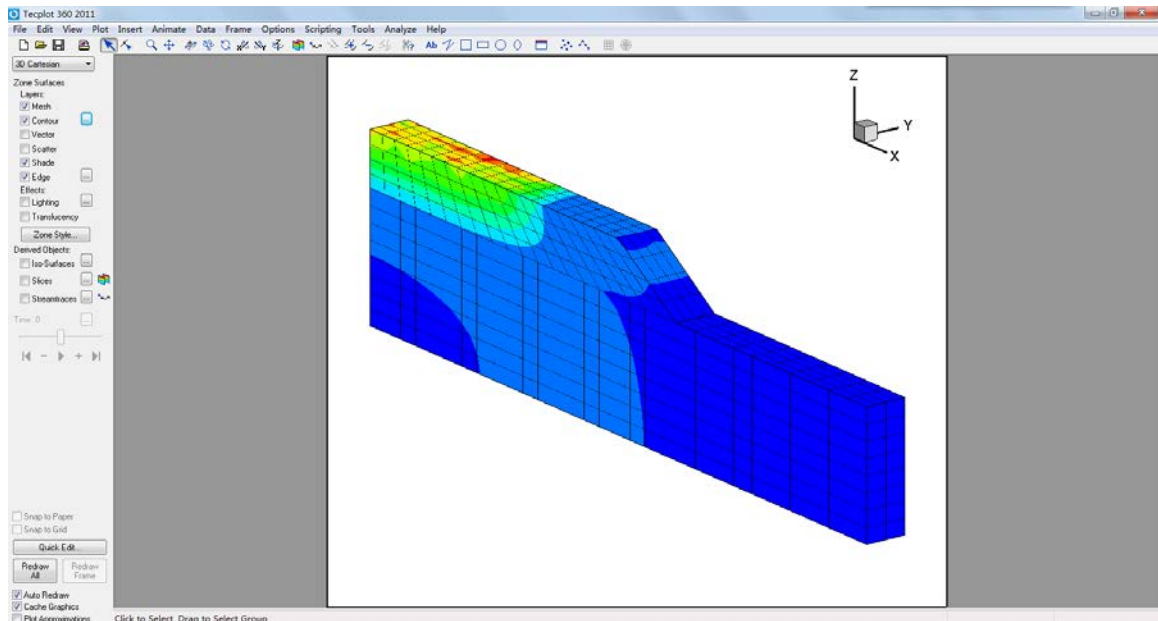 Tecplot 360 2011
File Edit View Plot Insert Animate Data Frame Options Scripting Tools Analyze Help
3D Cartesian
Zone Surfaces
Layers:
Mesh
Contour
Vector
Scatter
Shade
Edge
Effects:
Lighting
Translucency
Zone Style...
Derived Objects:
Iso-Surfaces
Slices
Streamtraces
Time: 0
Snap to Paper
Snap to Grid
Quick Edit...
Redraw All
Redraw Frame
Auto Redraw
Cache Graphics
Plot Approximations
Click to Select, Drag to Select Group
Z
Y
X